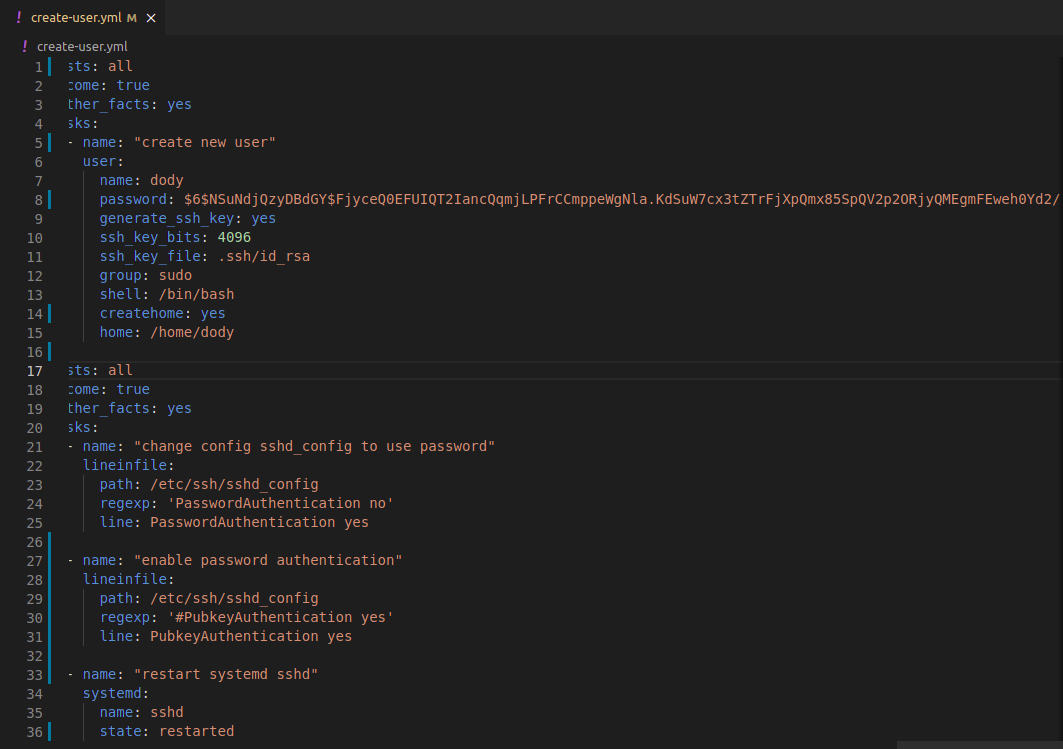 ! create-user.yml M ×
! create-user.yml
1 sts: all
2 come: true
3 ther_facts: yes
4 sks:
5 - name: "create new user"
6 user:
7 name: dody
8 password: $6$NSuNdjQzyDBdGY$FjyceQ0EFUIQT2IancQqmjLPFrCCmppeWgNla.KdSuW7cx3tZTrFjXpQmx85SpQV2p2ORjyQMEgmFEweh0Yd2/
9 generate_ssh_key: yes
10 ssh_key_bits: 4096
11 ssh_key_file: .ssh/id_rsa
12 group: sudo
13 shell: /bin/bash
14 createhome: yes
15 home: /home/dody
16
17 sts: all
18 come: true
19 ther_facts: yes
20 sks:
21 - name: "change config sshd_config to use password"
22 lineinfile:
23 path: /etc/ssh/sshd_config
24 regexp: 'PasswordAuthentication no'
25 line: PasswordAuthentication yes
26
27 - name: "enable password authentication"
28 lineinfile:
29 path: /etc/ssh/sshd_config
30 regexp: '#PubkeyAuthentication yes'
31 line: PubkeyAuthentication yes
32
33 - name: "restart systemd sshd"
34 systemd:
35 name: sshd
36 state: restarted